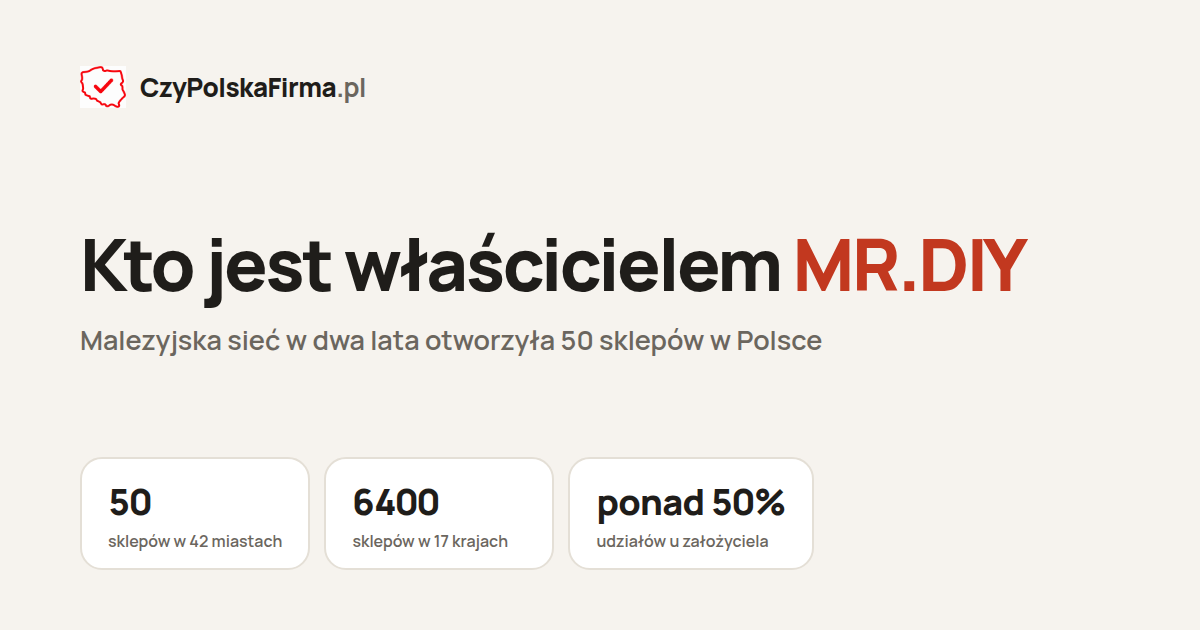 CzyPolskaFirma.pl
Kto jest właścicielem MR.DIY
Malezyjska sieć w dwa lata otworzyła 50 sklepów w Polsce
50
sklepów w 42 miastach
6400
sklepów w 17 krajach
ponad 50%
udziałów u założyciela